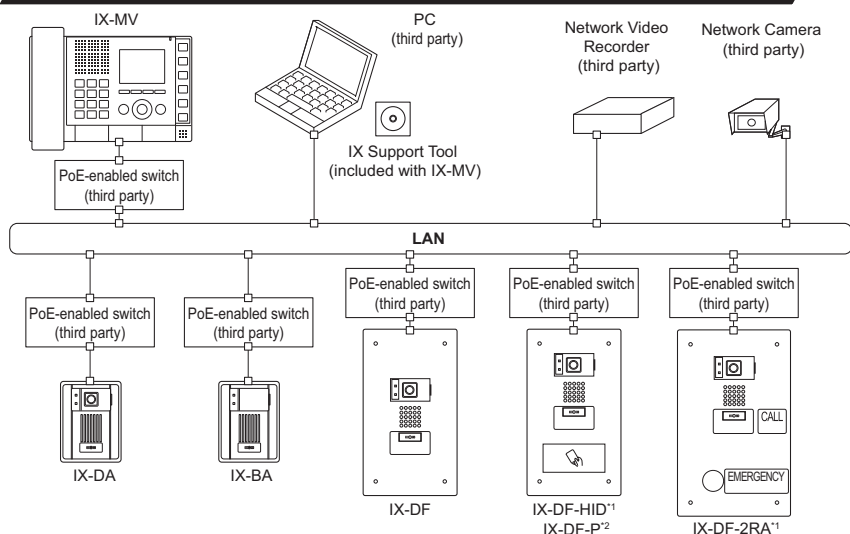 IX-MV
PC
(third party)
Network Video
Recorder
(third party)
Network Camera
(third party)
IX Support Tool
(included with IX-MV)
PoE-enabled switch
(third party)
LAN
PoE-enabled switch
(third party)
PoE-enabled switch
(third party)
PoE-enabled switch
(third party)
PoE-enabled switch
(third party)
PoE-enabled switch
(third party)
CALL
EMERGENCY
IX-DA
IX-BA
IX-DF
IX-DF-HID*1
IX-DF-P*2
IX-DF-2RA*1